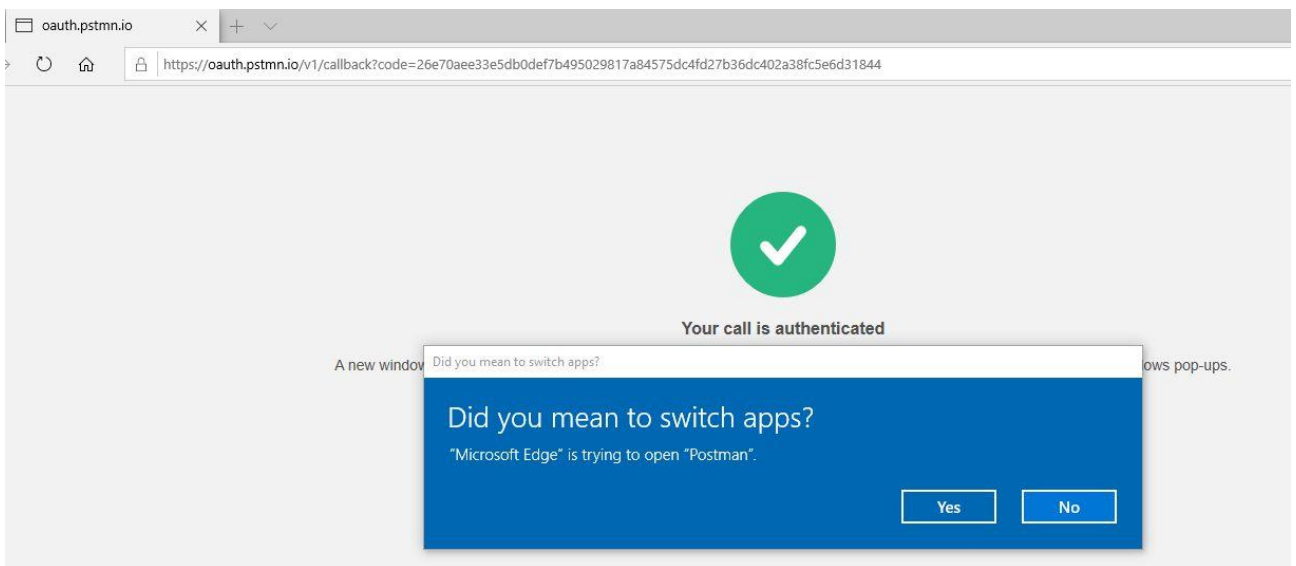 oauth.pstmn.io
https://oauth.pstmn.io/v1/callback?code=26e70aee33e5db0def7b495029817a84575dc4fd27b36dc402a38fc5e6d31844
Your call is authenticated
A new window
ows pop-ups.
Did you mean to switch apps?
Did you mean to switch apps?
"Microsoft Edge" is trying to open "Postman".
Yes No